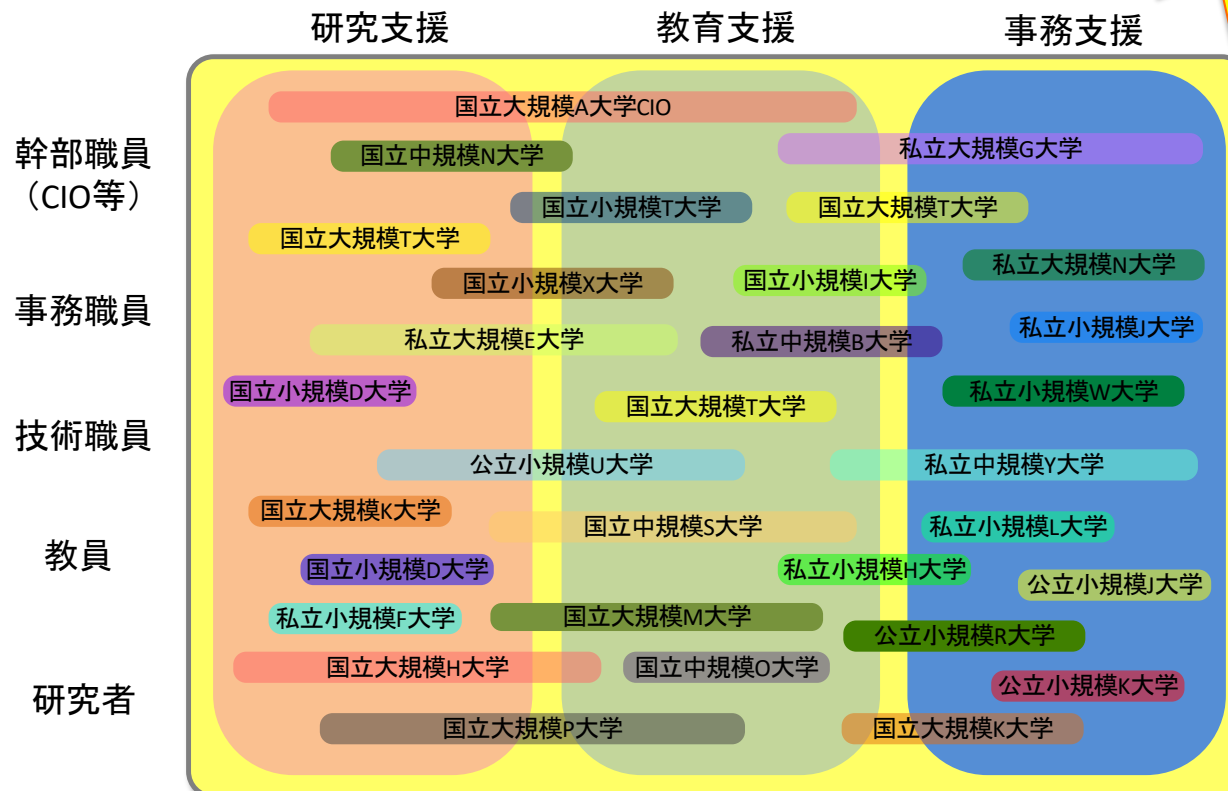 研究支援
教育支援
事務支援
国立大規模A大学CIO
幹部職員
(CIO等)
国立中規模N大学
私立大規模G大学
国立小規模T大学
国立大規模T大学
国立大規模T大学
私立大規模N大学
国立小規模X大学
国立小規模I大学
事務職員
私立大規模E大学
私立中規模B大学
私立小規模J大学
国立小規模D大学
国立大規模T大学
私立小規模W大学
技術職員
公立小規模U大学
私立中規模Y大学
国立大規模K大学
国立中規模S大学
私立小規模L大学
教員
国立小規模D大学
私立小規模H大学
公立小規模J大学
私立小規模F大学
国立大規模M大学
公立小規模R大学
国立大規模H大学
国立中規模O大学
公立小規模K大学
研究者
国立大規模P大学
国立大規模K大学